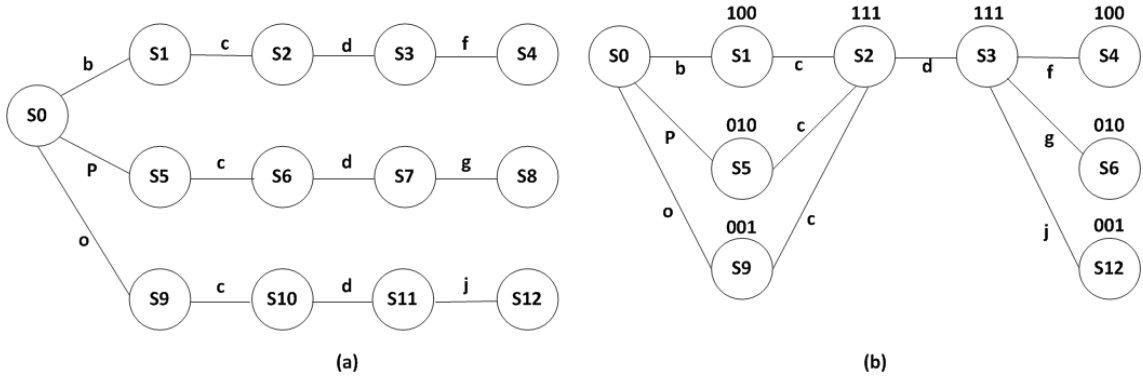 b S1 c S2 d S3 f S4
S0
P S5 c S6 d S7 g S8
o
S9 c S10 d S11 j S12
(a)
100 111 111 100
S0 b S1 c S2 d S3 f S4
P 010 c g 010
S5 S6
o 001 c j 001
S9 S12
(b)